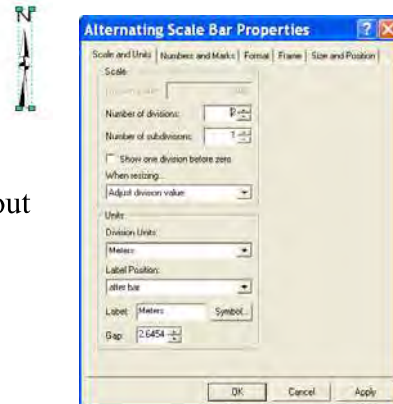 N
out
Alternating Scale Bar Properties
Scale and Units Numbers and Marks Format Frame Size and Position
Scale
Number of divisions: 2
Number of subdivisions: 1
Show one division before zero
When resizing...
Adjust division value
Units
Division Units:
Meters
Label Position:
after bar
Label: Meters Symbol...
Gap: 2.6454
OK Cancel Apply